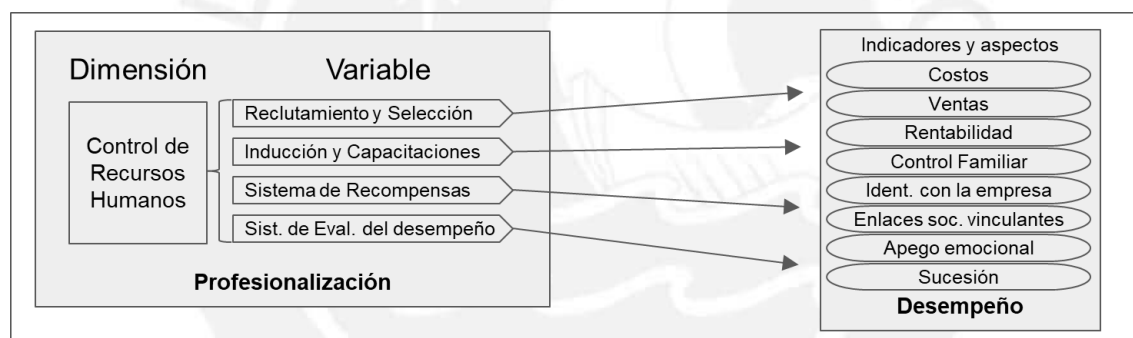 Dimensión
Variable
Control de
Recursos
Humanos
Reclutamiento y Selección
Inducción y Capacitaciones
Sistema de Recompensas
Sist. de Eval. del desempeño
Profesionalización
Indicadores y aspectos
Costos
Ventas
Rentabilidad
Control Familiar
Ident. con la empresa
Enlaces soc. vinculantes
Apego emocional
Sucesión
Desempeño